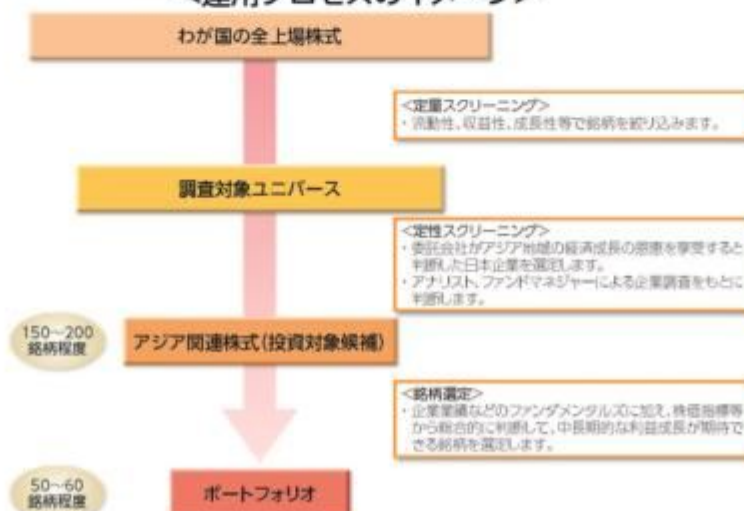 <運用プロセスのイメージ>
わが国の全上場株式
<定量スクリーニング>
・流動性、収益性、成長性等で銘柄を絞り込みます。
調査対象ユニバース
<定性スクリーニング>
・委託会社がアジア地域の経済成長の恩恵を享受すると
判断した日本企業を選定します。
・アナリスト、ファンドマネジャーによる企業調査をもとに
判断します。
150～200
銘柄程度
アジア関連株式(投資対象候補)
<銘柄選定>
・企業業績などのファンダメンタルズに加え、株価指標等
から総合的に判断して、中長期的な利益成長が期待で
きる銘柄を選定します。
50～60
銘柄程度
ポートフォリオ